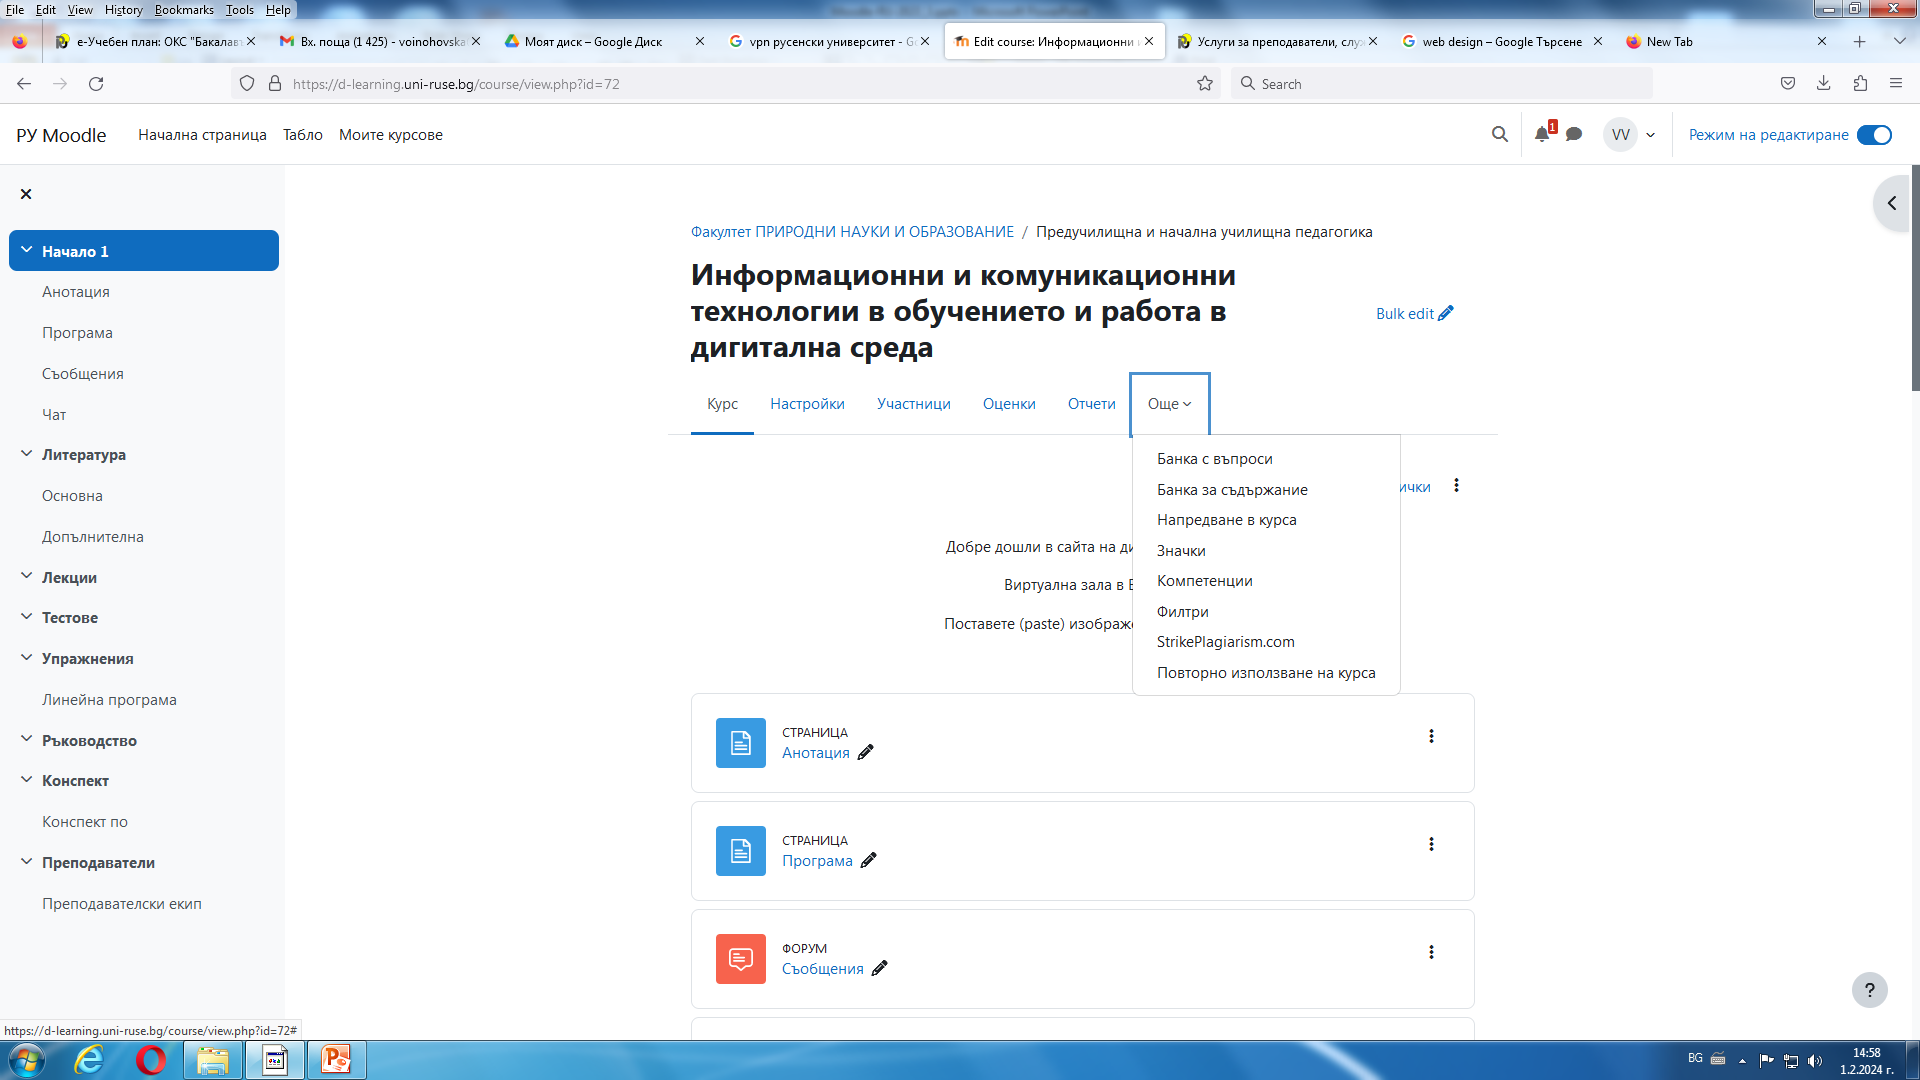 File Edit View History Bookmarks Tools Help
е-Учебен план: ОКС "Бакалав
Вх. поща (1 425) - voinohovska
Моят диск – Google Диск
vpn русенски университет - Go
Edit course: Информационни и
Услуги за преподаватели, служ
web design – Google Търсене
New Tab
https://d-learning.uni-ruse.bg/course/view.php?id=72
Search
РУ Moodle
Начална страница Табло Моите курсове
1
VV
Режим на редактиране
Начало 1
Анотация
Програма
Съобщения
Чат
Литература
Основна
Допълнителна
Лекции
Тестове
Упражнения
Линейна програма
Ръководство
Конспект
Конспект по
Преподаватели
Преподавателски екип
Факултет ПРИРОДНИ НАУКИ И ОБРАЗОВАНИЕ / Предучилищна и начална училищна педагогика
Информационни и комуникационни
технологии в обучението и работа в
дигитална среда
Bulk edit
Курс Настройки Участници Оценки Отчети Още
Банка с въпроси
Банка за съдържание
Напредване в курса
Значки
Компетенции
Филтри
StrikePlagiarism.com
Повторно използване на курса
ички
Добре дошли в сайта на ди
Виртуална зала в
Поставете (paste) изображе
СТРАНИЦА
Анотация
СТРАНИЦА
Програма
ФОРУМ
Съобщения
?
https://d-learning.uni-ruse.bg/course/view.php?id=72#
BG
14:58
1.2.2024 г.